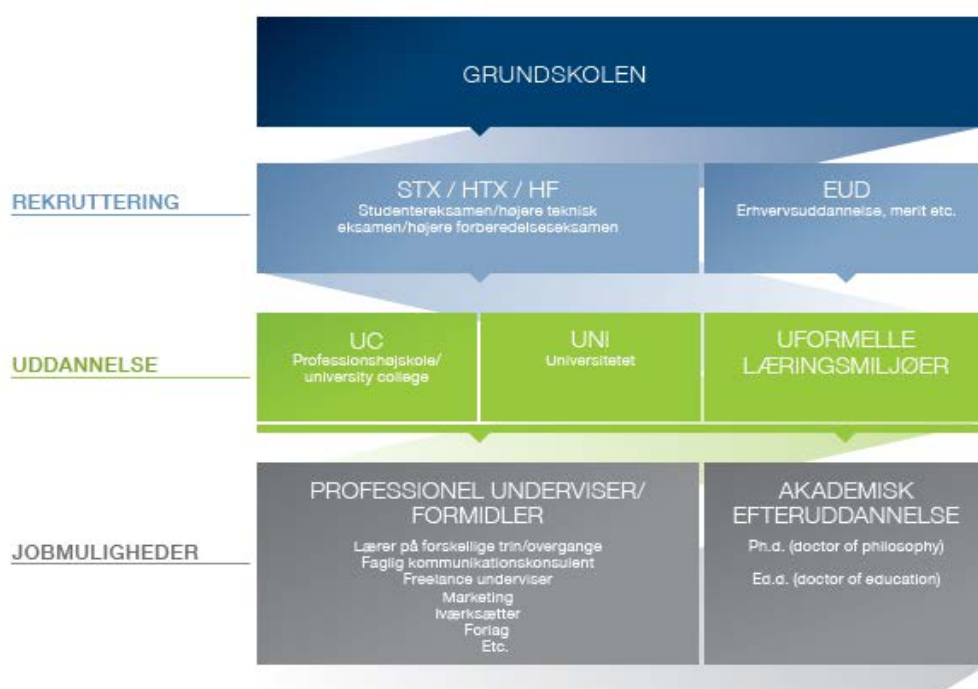 GRUNDSKOLEN
REKRUTTERING
STX / HTX / HF
Studentereksamen/højere teknisk
eksamen/højere forberedelseseksamen
EUD
Erhvervsuddannelse, merit etc.
UDDANNELSE
UC
Professionshøjskole/
university college
UNI
Universitetet
UFORMELLE
LÆRINGSMILJØER
JOBMULIGHEDER
PROFESSIONEL UNDERVISER/
FORMIDLER
Lærer på forskellige trin/overgange
Faglig kommunikationskonsulent
Freelance underviser
Marketing
Iværksætter
Forlag
Etc.
AKADEMISK
EFTERUDDANNELSE
Ph.d. (doctor of philosophy)
Ed.d. (doctor of education)